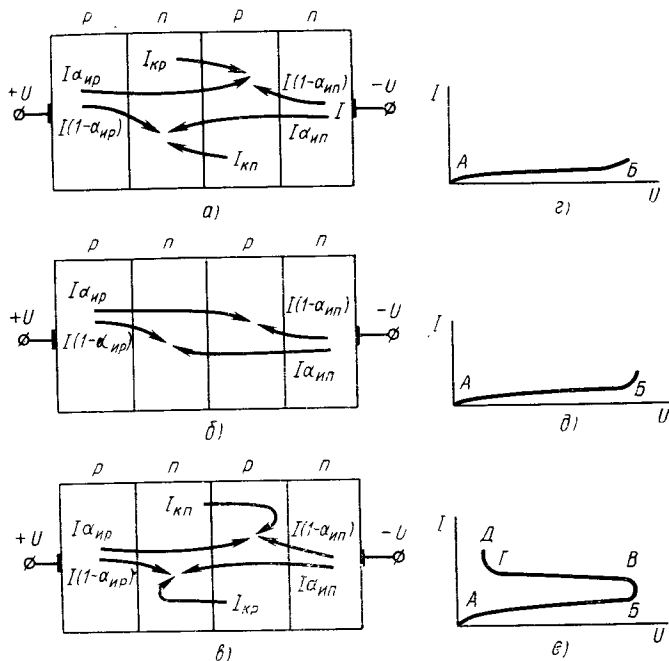 p n p n
I_кр
Iα_ир I(1-α_ип)
+U I -U
I(1-α_ир) Iα_ип
I_кп
а)
I
А Б
U
г)
p n p n
Iα_ир I(1-α_ип)
+U -U
I(1-α_ир) Iα_ип
б)
I
А Б
U
д)
p n p n
I_кп
Iα_ир I(1-α_ип)
+U -U
I(1-α_ир) Iα_ип
I_кр
в)
I
Д Г В
А Б
U
е)